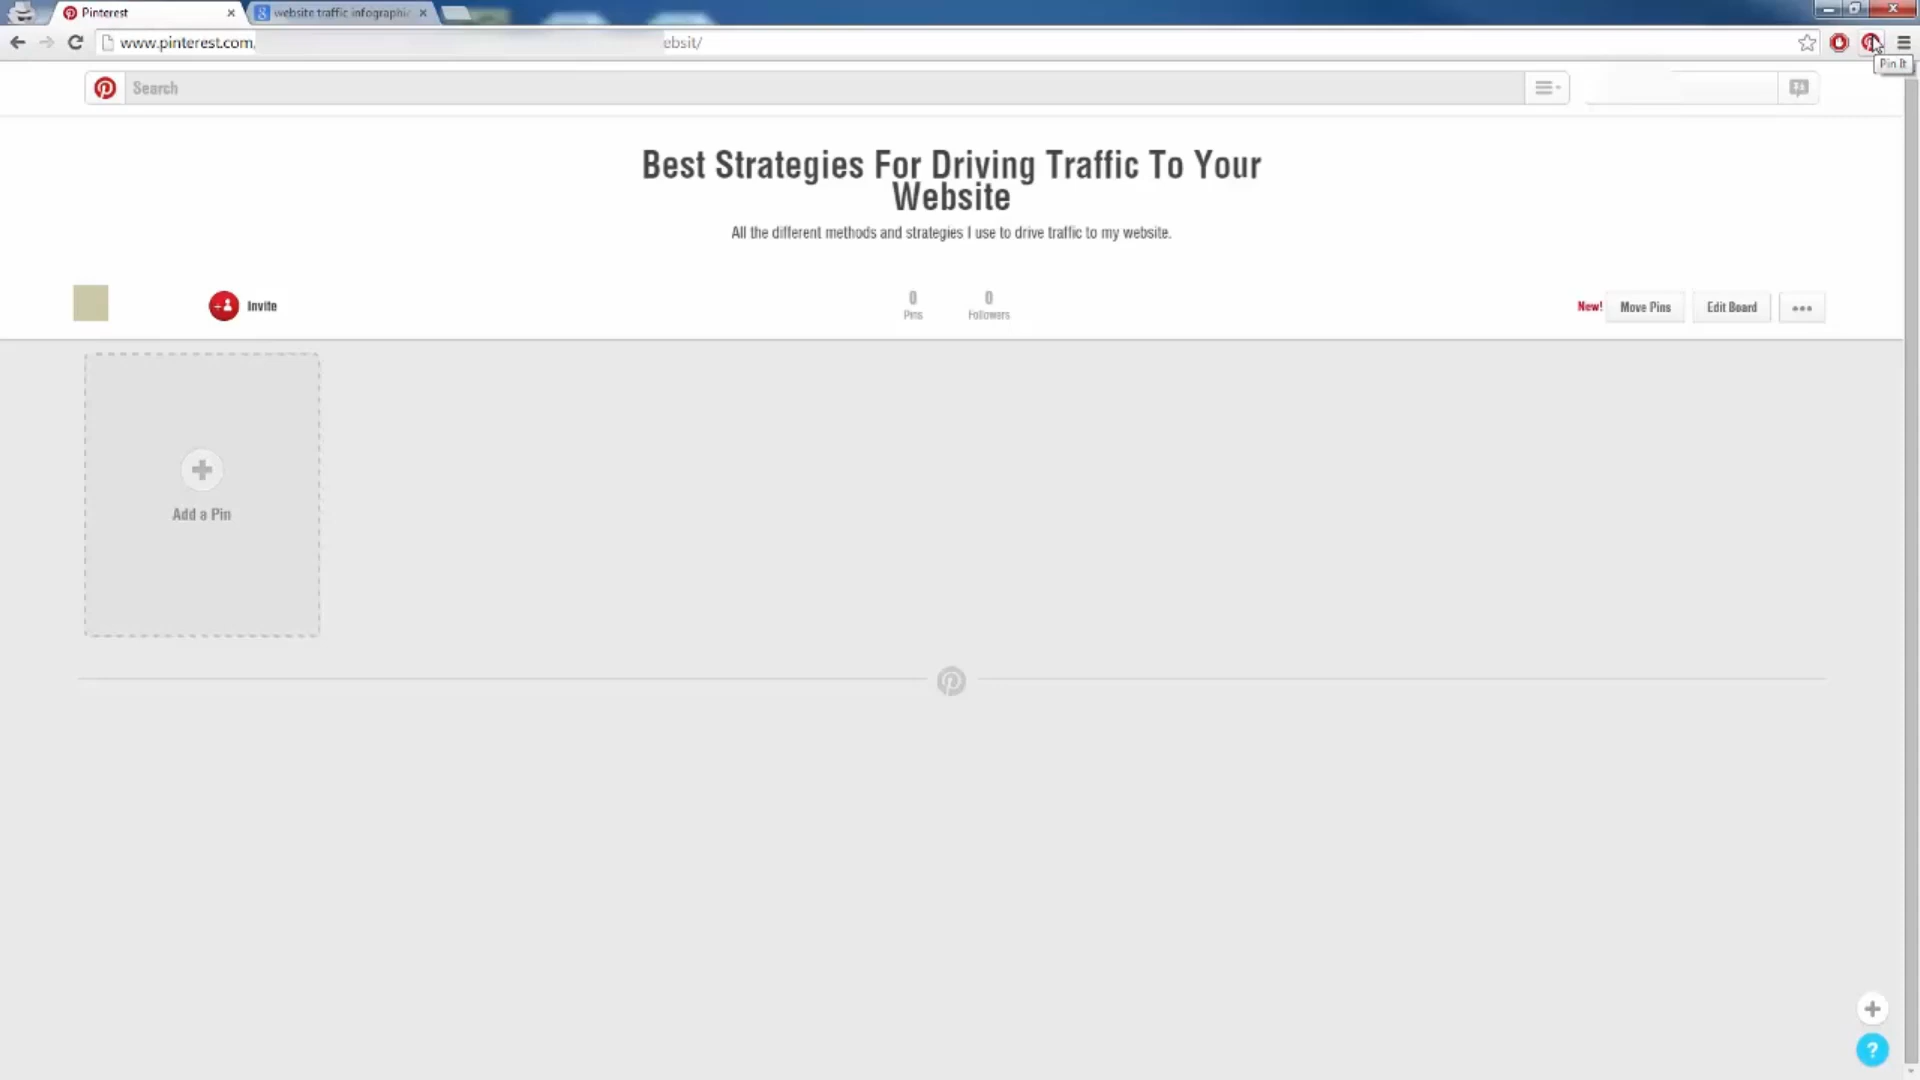 Pinterest
website traffic infographic
www.pinterest.com
ebsit/
Pin It
Search
Best Strategies For Driving Traffic To Your
Website
All the different methods and strategies I use to drive traffic to my website.
Invite
0
Pins
0
Followers
New!
Move Pins
Edit Board
Add a Pin